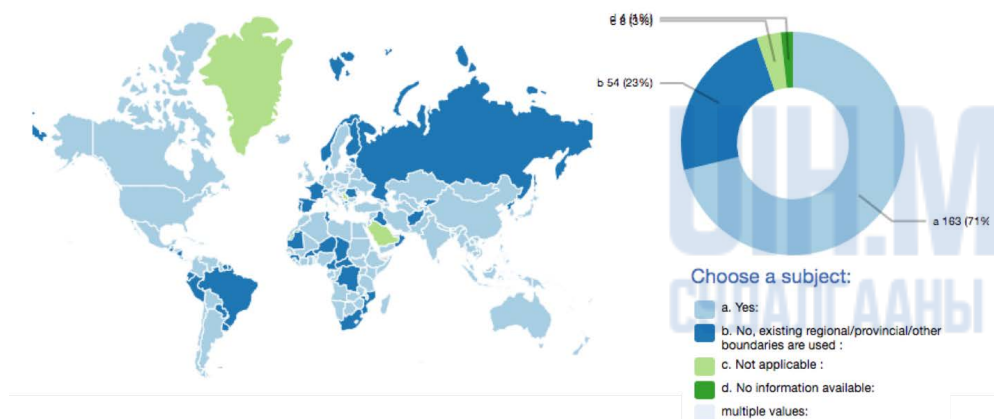 b 54 (23%)
a 163 (71%
Choose a subject:
a. Yes:
b. No, existing regional/provincial/other
boundaries are used :
c. Not applicable :
d. No information available:
multiple values: